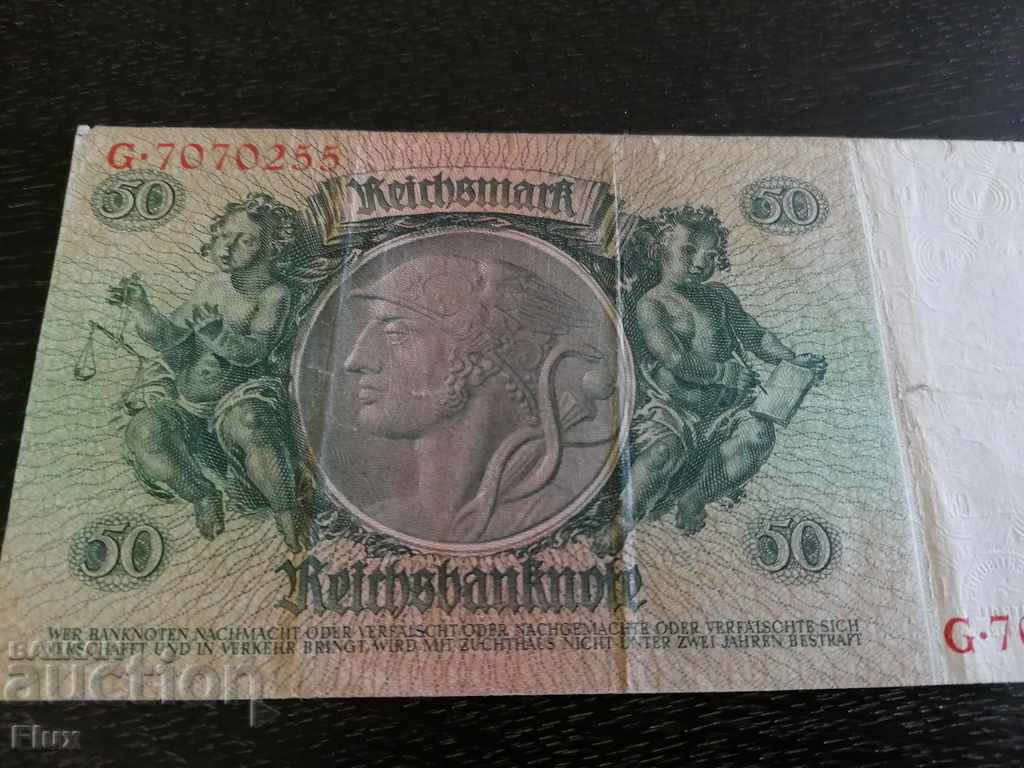 G·7070255
50 Reichsmark 50
50 50
Reichsbanknote
WER BANKNOTEN NACHMACHT ODER VERFÄLSCHT ODER NACHGEMACHTE ODER VERFÄLSCHTE SICH
VERSCHAFFT UND IN VERKEHR BRINGT, WIRD MIT ZUCHTHAUS NICHT UNTER ZWEI JAHREN BESTRAFT
G·70
auction
Flux